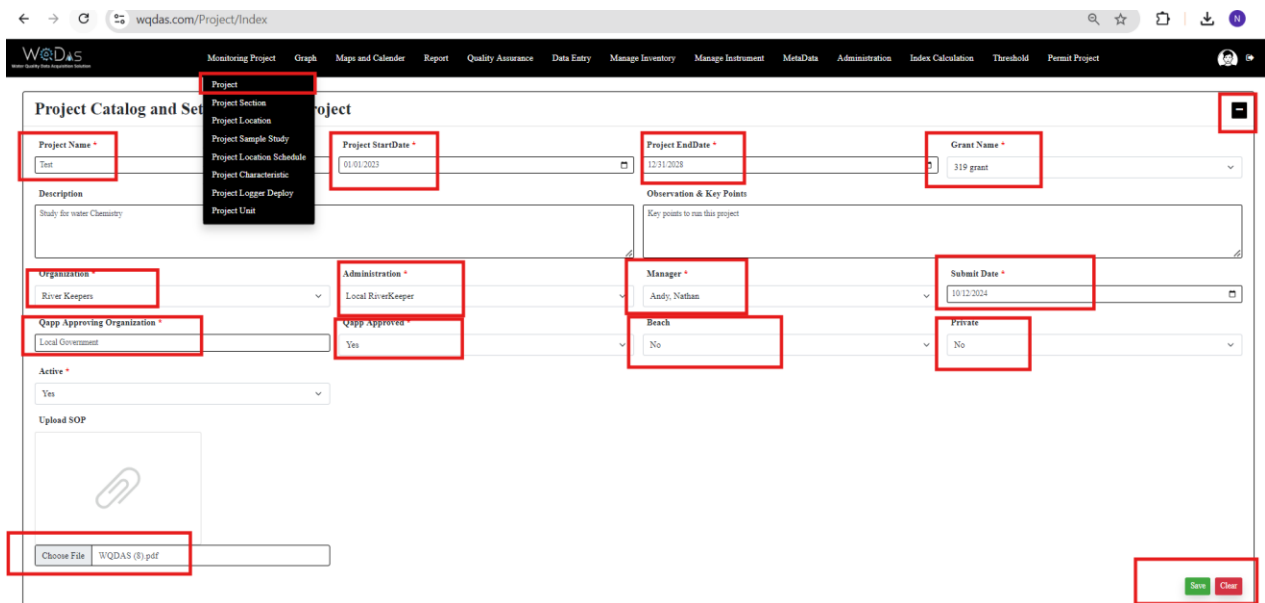 wqdas.com/Project/Index
N
WQDAS
Water Quality Data Acquisition Solution
Monitoring Project Graph Maps and Calender Report Quality Assurance Data Entry Manage Inventory Manage Instrument MetaData Administration Index Calculation Threshold Permit Project
Project
Project Section
Project Location
Project Sample Study
Project Location Schedule
Project Characteristic
Project Logger Deploy
Project Unit
Project Catalog and Set
oject
Project Name * Project StartDate * Project EndDate * Grant Name *
Test 01/01/2023 12/31/2028 319 grant
Description Observation & Key Points
Study for water Chemistry Key points to run this project
Organization * Administration * Manager * Submit Date *
River Keepers Local RiverKeeper Andy, Nathan 10/12/2024
Qapp Approving Organization * Qapp Approved * Beach Private
Local Government Yes No No
Active *
Yes
Upload SOP
Choose File WQDAS (8).pdf
Save Clear